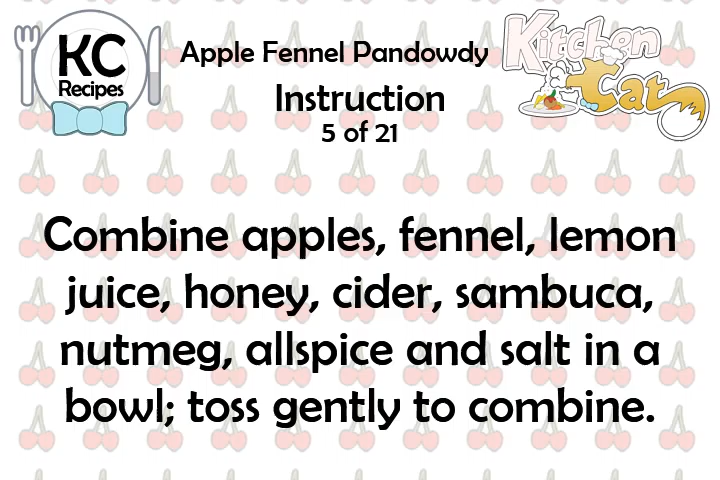 KC
Recipes
Apple Fennel Pandowdy
Instruction
5 of 21
Kitchen
Cat
Combine apples, fennel, lemon
juice, honey, cider, sambuca,
nutmeg, allspice and salt in a
bowl; toss gently to combine.